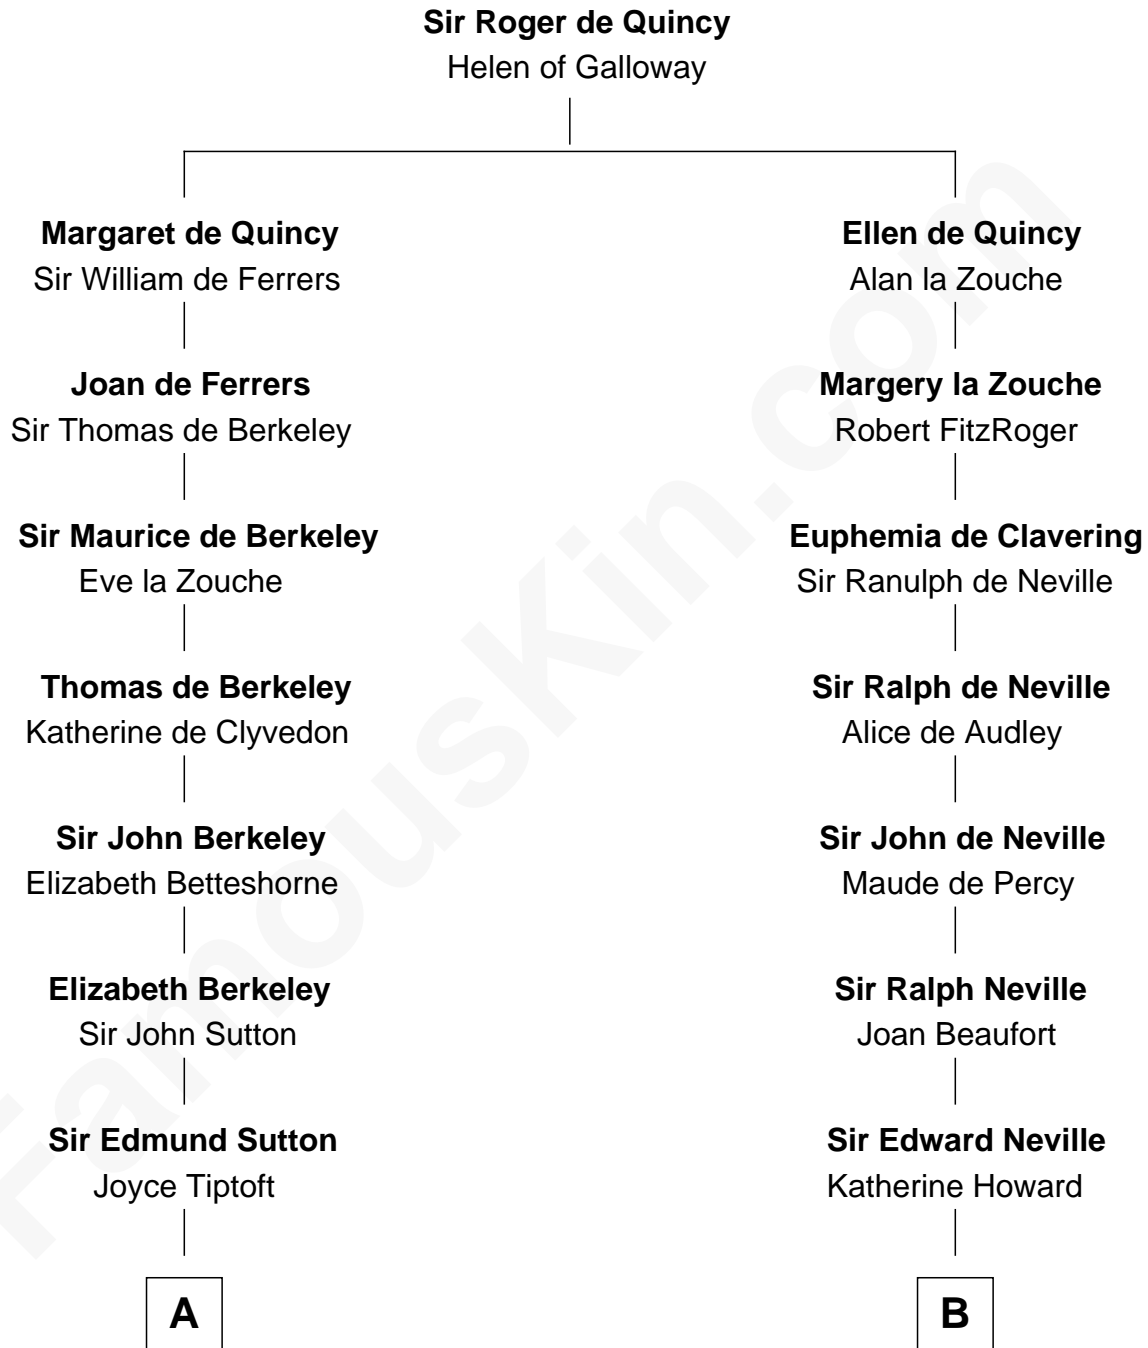 Sir Roger de Quincy
Helen of Galloway
Margaret de Quincy
Sir William de Ferrers
Ellen de Quincy
Alan la Zouche
Joan de Ferrers
Sir Thomas de Berkeley
Margery la Zouche
Robert FitzRoger
Sir Maurice de Berkeley
Eve la Zouche
Euphemia de Clavering
Sir Ranulph de Neville
Thomas de Berkeley
Katherine de Clyvedon
Sir Ralph de Neville
Alice de Audley
Sir John Berkeley
Elizabeth Betteshorne
Sir John de Neville
Maude de Percy
Elizabeth Berkeley
Sir John Sutton
Sir Ralph Neville
Joan Beaufort
Sir Edmund Sutton
Joyce Tiptoft
Sir Edward Neville
Katherine Howard
A
B
FamousKin.com